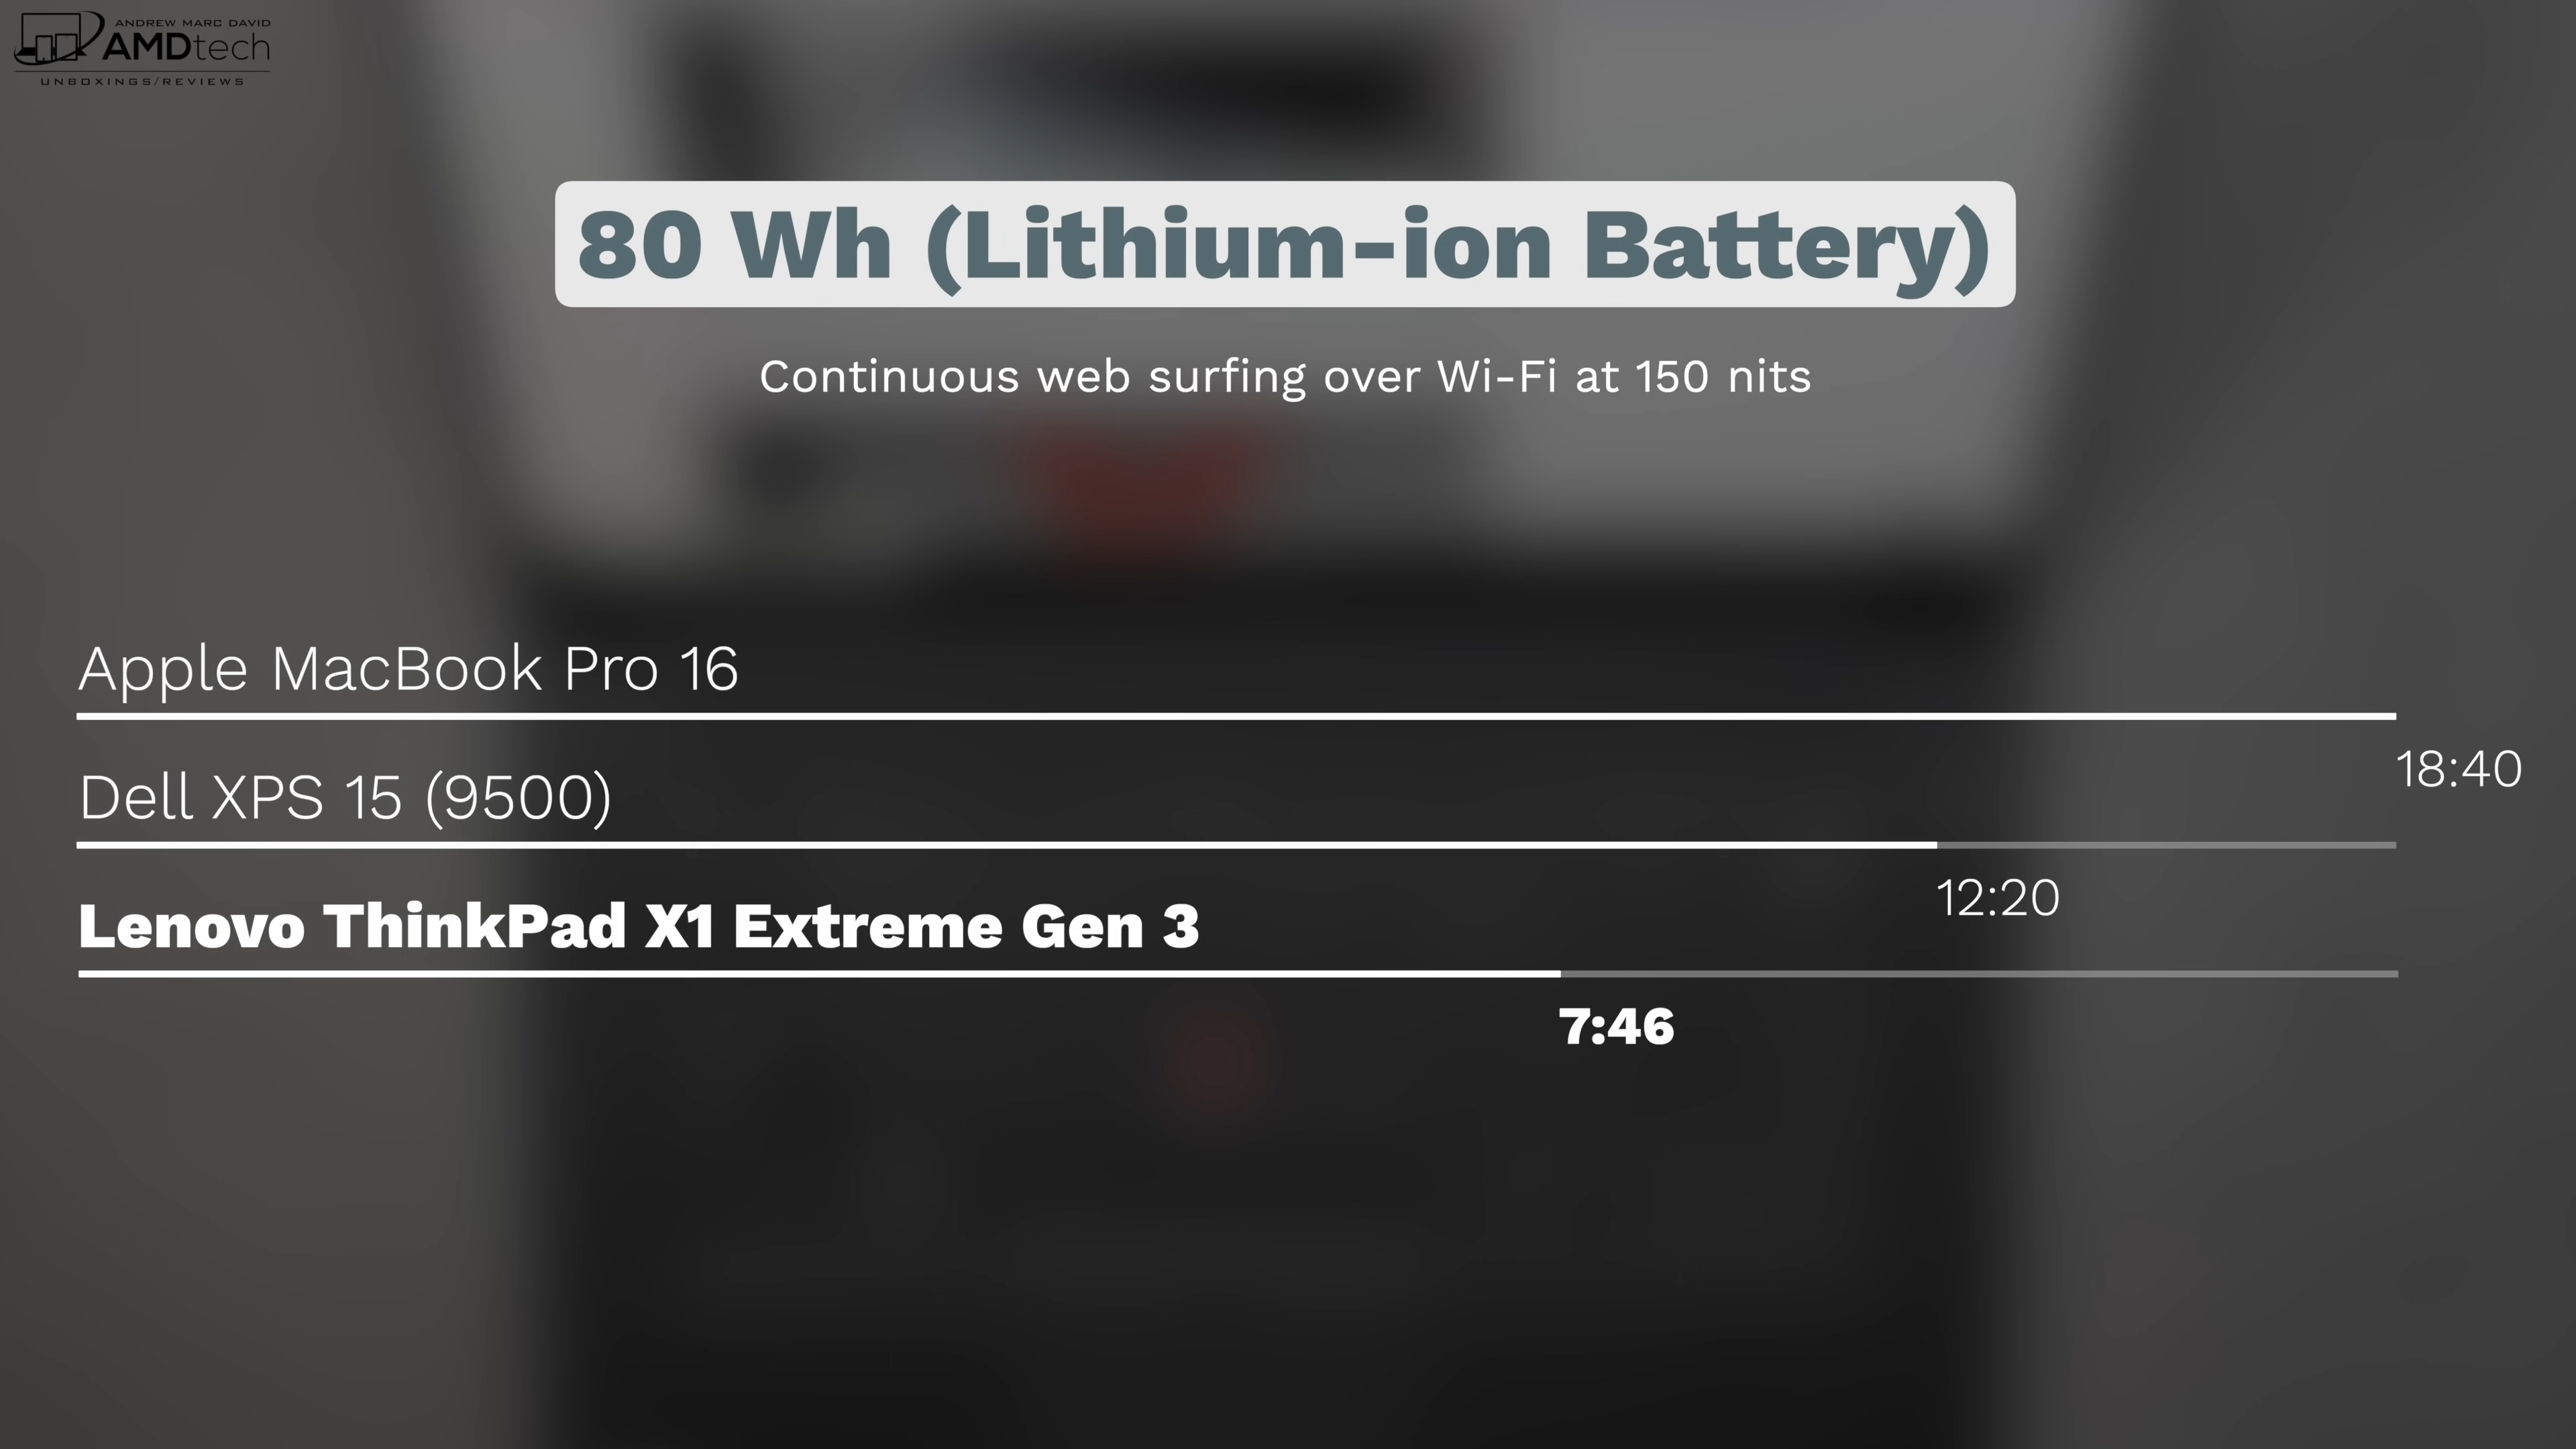 ANDREW MARC DAVID
AMDtech
UNBOXINGS/REVIEWS
80 Wh (Lithium-ion Battery)
Continuous web surfing over Wi-Fi at 150 nits
Apple MacBook Pro 16
18:40
Dell XPS 15 (9500)
12:20
Lenovo ThinkPad X1 Extreme Gen 3
7:46